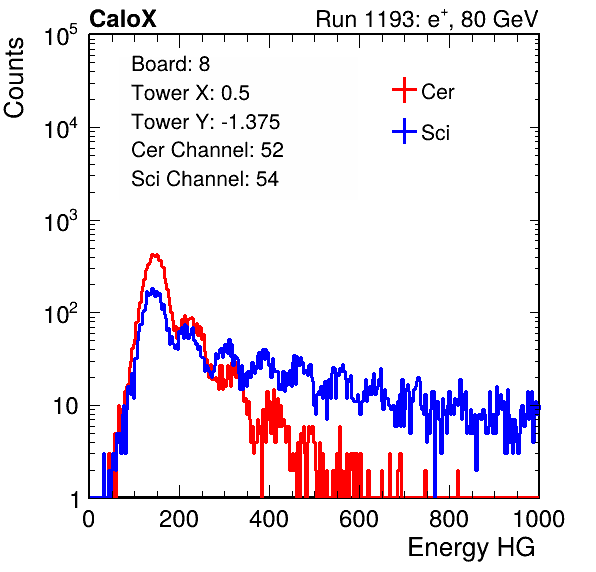 CaloX Run 1193: e⁺, 80 GeV
Counts
Board: 8
Tower X: 0.5
Tower Y: -1.375
Cer Channel: 52
Sci Channel: 54
Cer
Sci
10⁵
10⁴
10³
10²
10
1
0 200 400 600 800 1000
Energy HG